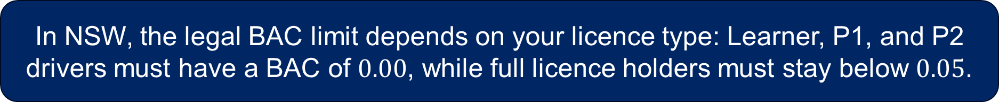 In NSW, the legal BAC limit depends on your licence type: Learner, P1, and P2
drivers must have a BAC of 0.00, while full licence holders must stay below 0.05.